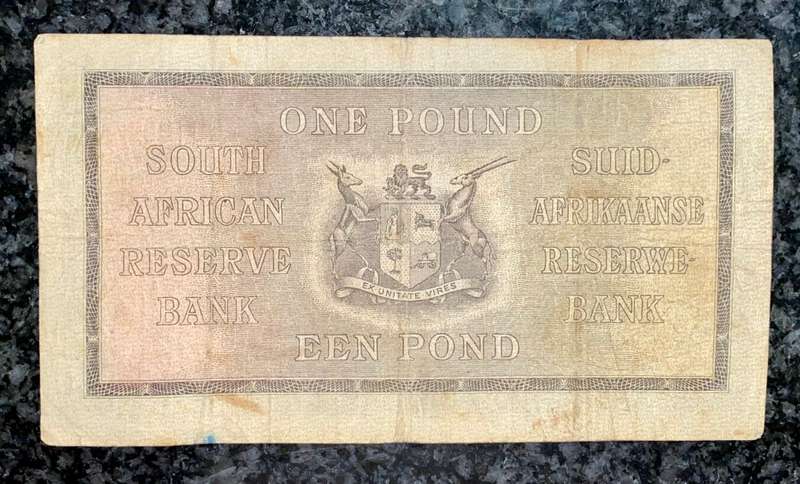 ONE POUND
SOUTH
AFRICAN
RESERVE
BANK
SUID-
AFRIKAANSE
RESERWE-
BANK
EX UNITATE VIRES
EEN POND